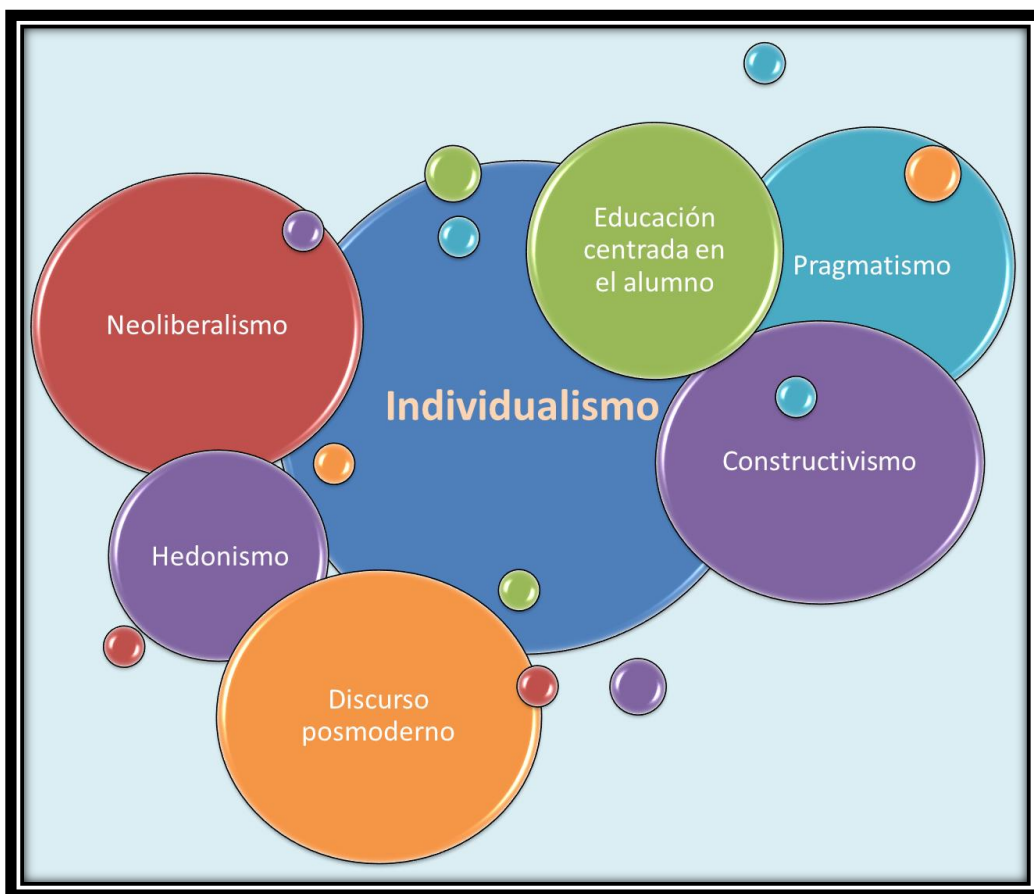 Educación
centrada en
el alumno
Pragmatismo
Neoliberalismo
Individualismo
Constructivismo
Hedonismo
Discurso
posmoderno